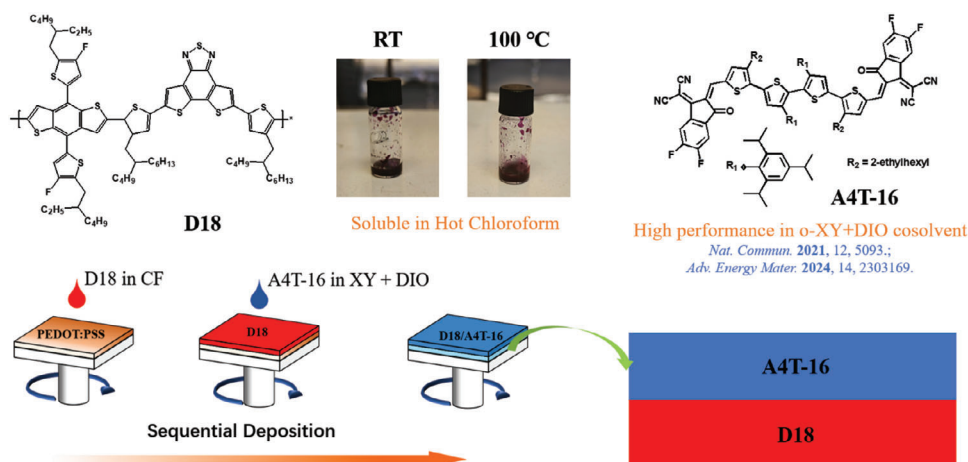 C4H9
C2H5
F
S
N
S
N
S
S
S
S
S
S
S
*
*
S
F
C2H5
C4H9
C4H9
C6H13
C4H9
C6H13
D18
RT
100 °C
Soluble in Hot Chloroform
F
F
O
CN
NC
R2
S
S
R1
S
S
R1
R2
CN
NC
O
F
F
R1
R2 = 2-ethylhexyl
A4T-16
High performance in o-XY+DIO cosolvent
Nat. Commun. 2021, 12, 5093.;
Adv. Energy Mater. 2024, 14, 2303169.
D18 in CF
A4T-16 in XY + DIO
PEDOT:PSS
D18
D18/A4T-16
Sequential Deposition
A4T-16
D18